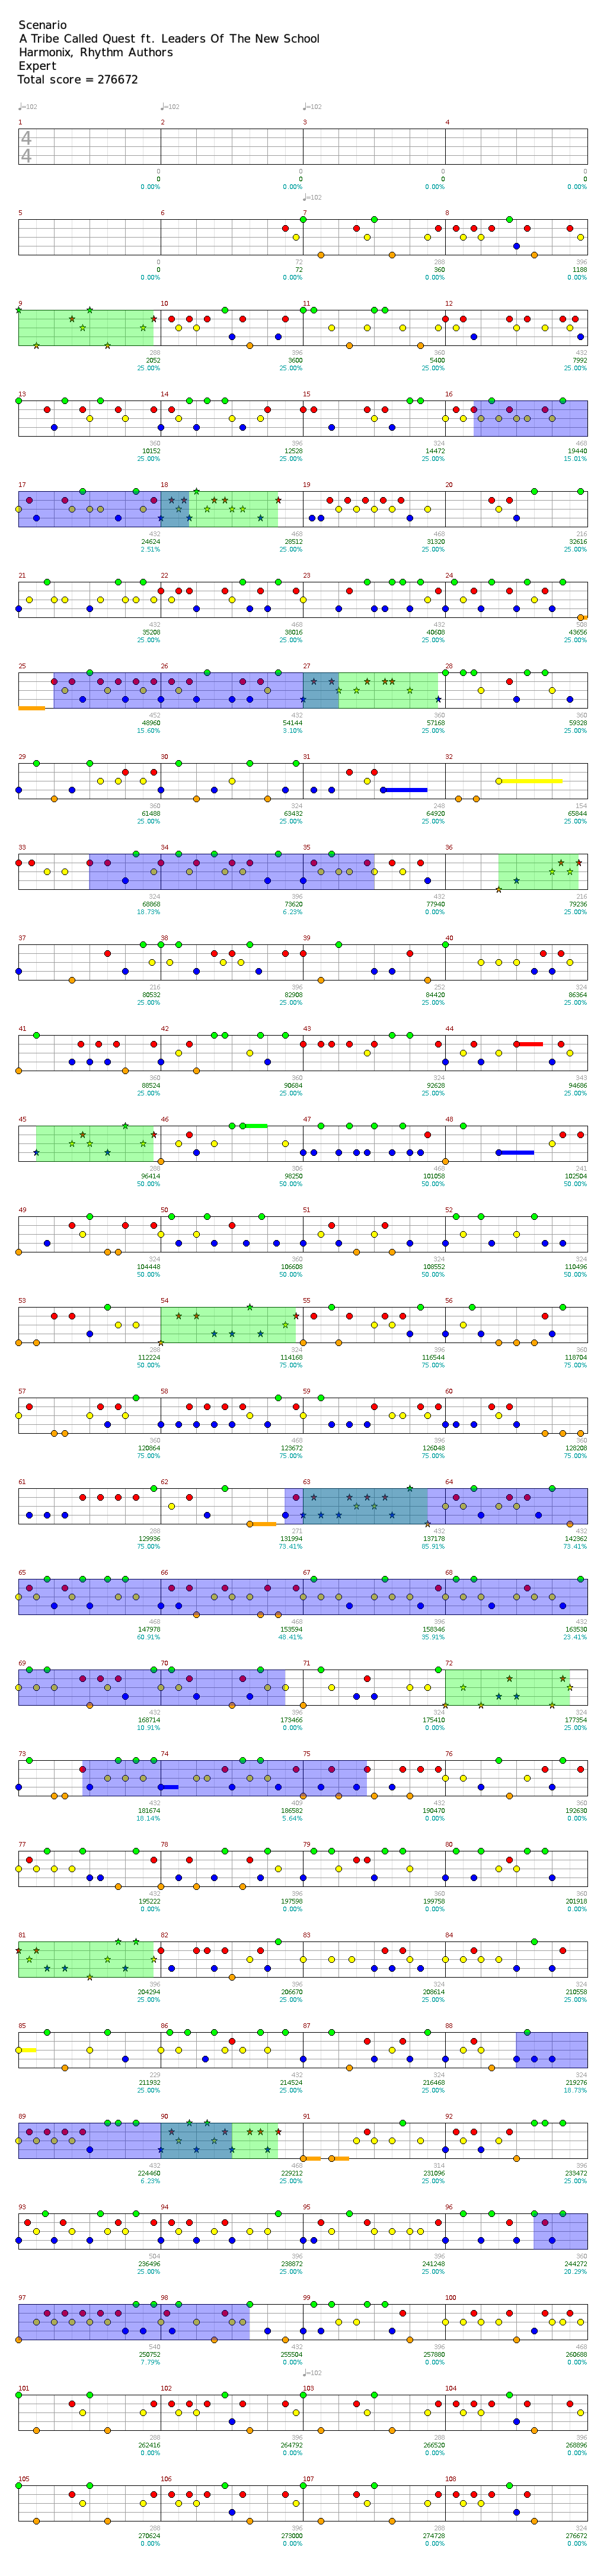 Scenario
A Tribe Called Quest ft. Leaders Of The New School
Harmonix, Rhythm Authors
Expert
Total score = 276672
♩=102 ♩=102 ♩=102
1 2 3 4
4
4
0 0 0 0
0 0 0 0
0.00% 0.00% 0.00% 0.00%
♩=102
5 6 7 8
0 72 288 396
0 72 360 1188
0.00% 0.00% 0.00% 0.00%
9 10 11 12
288 396 360 432
2052 3600 5400 7992
25.00% 25.00% 25.00% 25.00%
13 14 15 16
360 396 324 468
10152 12528 14472 19440
25.00% 25.00% 25.00% 15.01%
17 18 19 20
432 468 468 216
24624 28512 31320 32616
2.51% 25.00% 25.00% 25.00%
21 22 23 24
432 468 432 508
35208 38016 40608 43656
25.00% 25.00% 25.00% 25.00%
25 26 27 28
452 432 360 360
48960 54144 57168 59328
15.60% 3.10% 25.00% 25.00%
29 30 31 32
360 324 248 154
61488 63432 64920 65844
25.00% 25.00% 25.00% 25.00%
33 34 35 36
324 396 432 216
68868 73620 77940 79236
18.73% 6.23% 0.00% 25.00%
37 38 39 40
216 396 252 324
80532 82908 84420 86364
25.00% 25.00% 25.00% 25.00%
41 42 43 44
360 360 324 343
88524 90684 92628 94686
25.00% 25.00% 25.00% 25.00%
45 46 47 48
288 306 468 241
96414 98250 101058 102504
50.00% 50.00% 50.00% 50.00%
49 50 51 52
324 360 324 324
104448 106608 108552 110496
50.00% 50.00% 50.00% 50.00%
53 54 55 56
288 324 396 360
112224 114168 116544 118704
50.00% 75.00% 75.00% 75.00%
57 58 59 60
360 468 396 360
120864 123672 126048 128208
75.00% 75.00% 75.00% 75.00%
61 62 63 64
288 271 432 432
129936 131994 137178 142362
75.00% 73.41% 85.91% 73.41%
65 66 67 68
468 468 396 432
147978 153594 158346 163530
60.91% 48.41% 35.91% 23.41%
69 70 71 72
432 396 324 324
168714 173466 175410 177354
10.91% 0.00% 0.00% 25.00%
73 74 75 76
432 409 432 360
181674 186582 190470 192630
18.14% 5.64% 0.00% 0.00%
77 78 79 80
432 396 360 360
195222 197598 199758 201918
0.00% 0.00% 0.00% 0.00%
81 82 83 84
396 396 324 324
204294 206670 208614 210558
25.00% 25.00% 25.00% 25.00%
85 86 87 88
229 432 324 324
211932 214524 216468 219276
25.00% 25.00% 25.00% 18.73%
89 90 91 92
432 468 314 396
224460 229212 231096 233472
6.23% 25.00% 25.00% 25.00%
93 94 95 96
504 396 396 360
236496 238872 241248 244272
25.00% 25.00% 25.00% 20.29%
97 98 99 100
540 432 396 468
250752 255504 257880 260688
7.79% 0.00% 0.00% 0.00%
♩=102
101 102 103 104
288 396 288 396
262416 264792 266520 268896
0.00% 0.00% 0.00% 0.00%
105 106 107 108
288 396 288 324
270624 273000 274728 276672
0.00% 0.00% 0.00% 0.00%